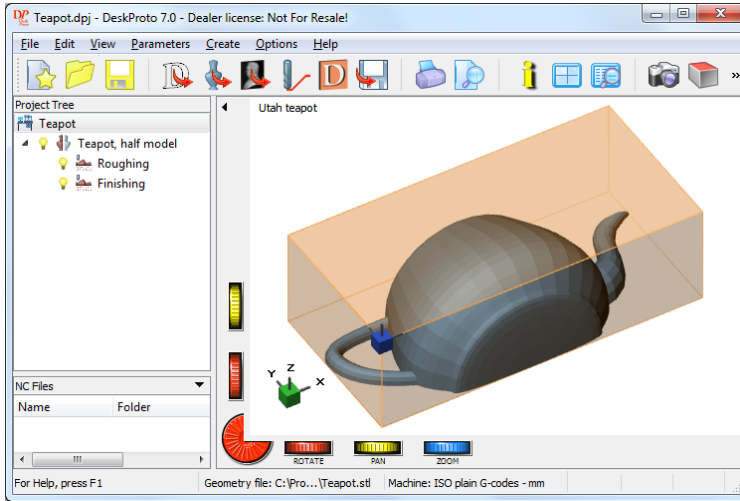 Teapot.dpj - DeskProto 7.0 - Dealer license: Not For Resale!
File Edit View Parameters Create Options Help
»
Project Tree
Teapot
Teapot, half model
Roughing
Finishing
Utah teapot
Y Z X
NC Files
Name Folder
ROTATE PAN ZOOM
For Help, press F1 Geometry file: C:\Pro...\Teapot.stl Machine: ISO plain G-codes - mm